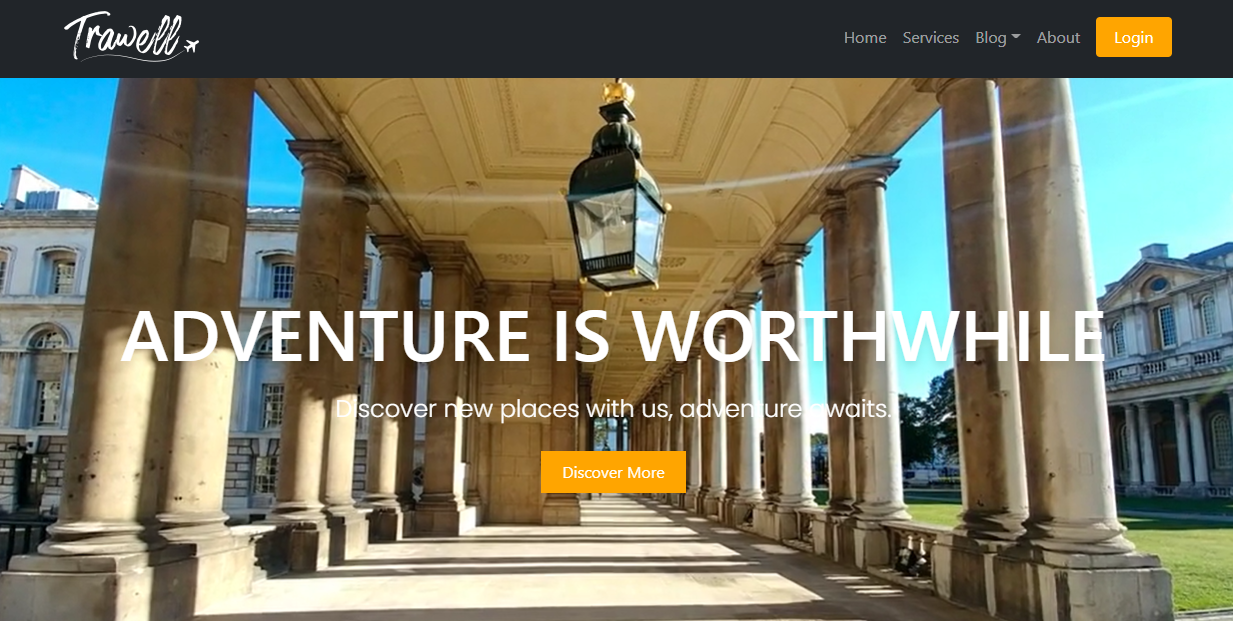 Trawell
Home Services Blog About Login
ADVENTURE IS WORTHWHILE
Discover new places with us, adventure awaits.
Discover More